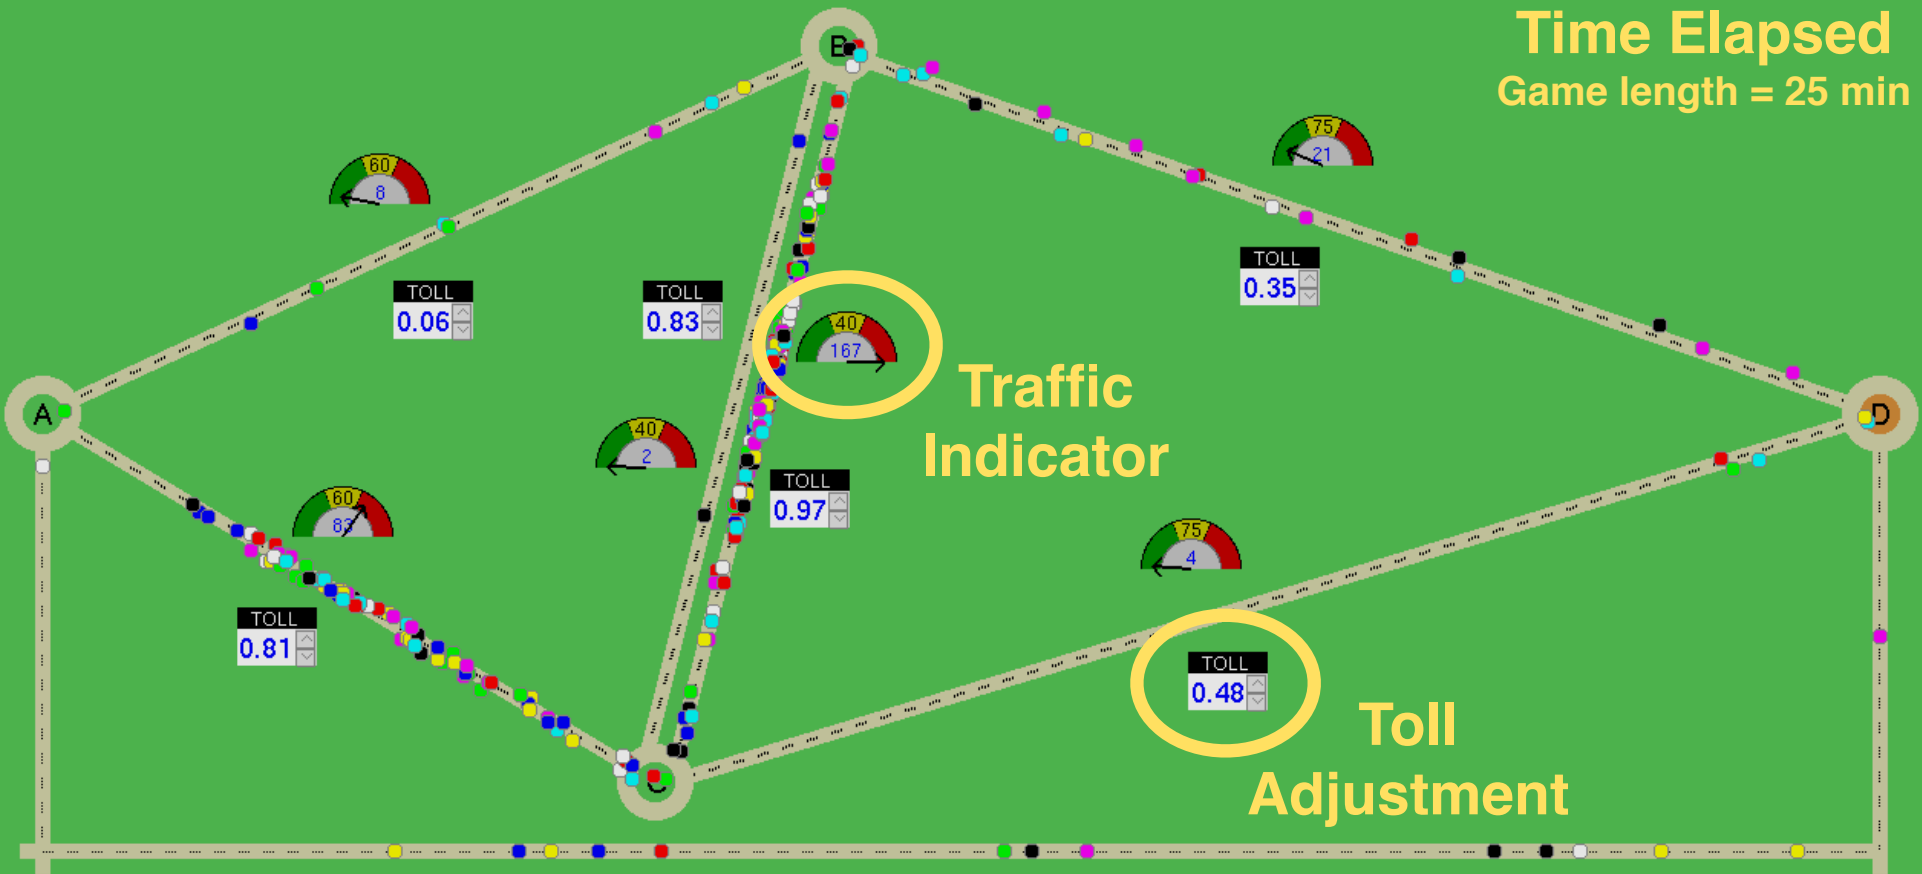 Time Elapsed
Game length = 25 min
B
75
21
60
8
TOLL
0.35
TOLL
0.06
TOLL
0.83
40
167
Traffic
Indicator
A
D
40
2
60
83
TOLL
0.97
75
4
TOLL
0.81
TOLL
0.48
Toll
Adjustment
C